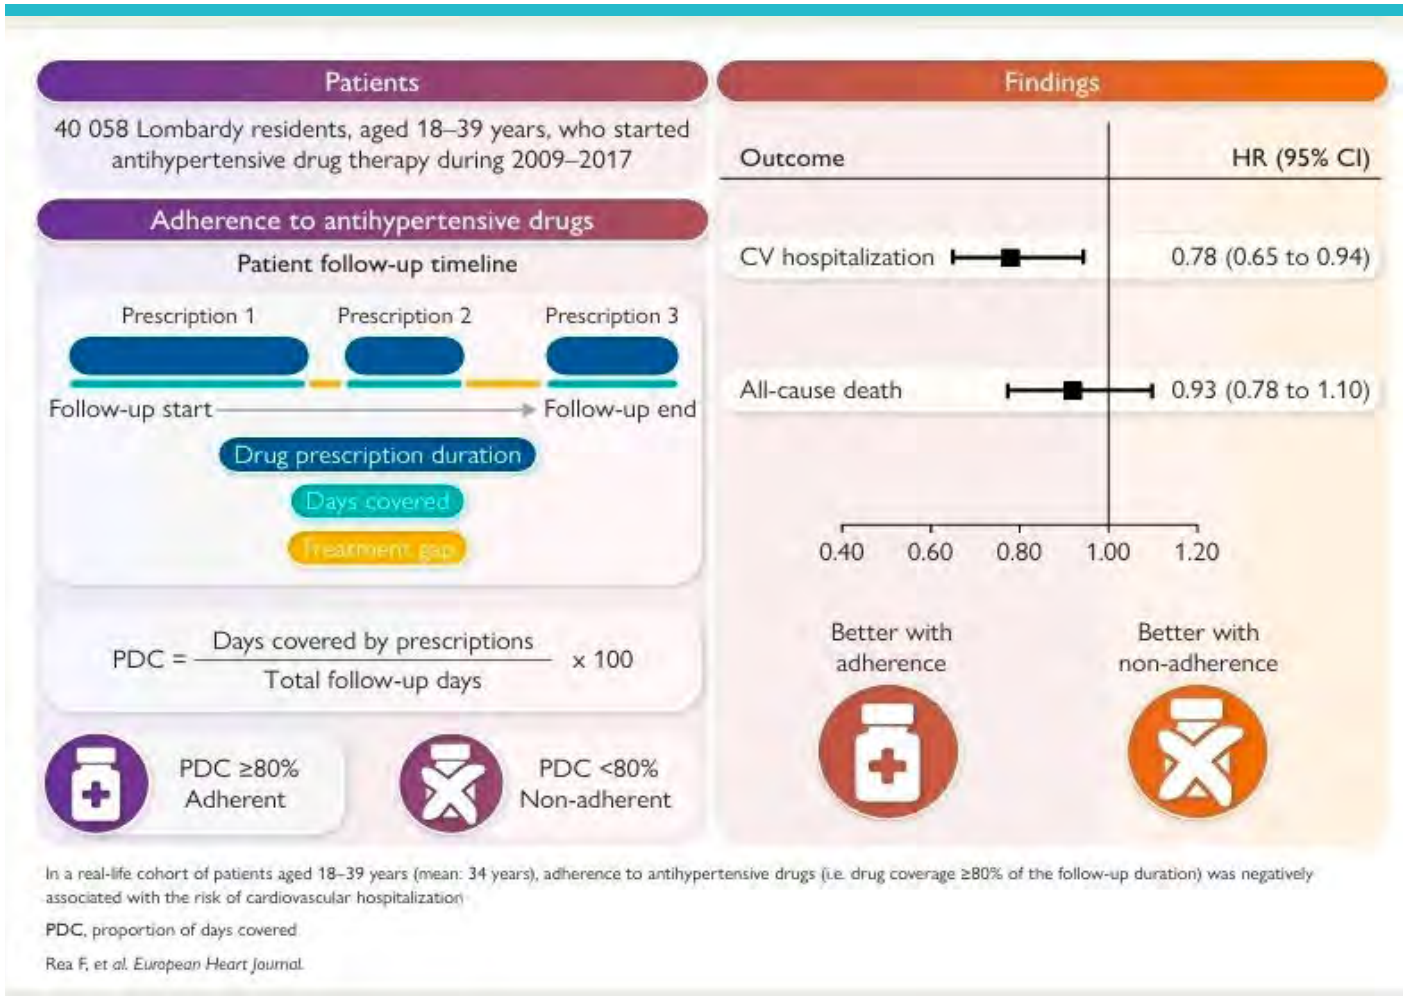 Patients
40 058 Lombardy residents, aged 18–39 years, who started
antihypertensive drug therapy during 2009–2017
Adherence to antihypertensive drugs
Patient follow-up timeline
Prescription 1 Prescription 2 Prescription 3
Follow-up start Follow-up end
Drug prescription duration
Days covered
Treatment gap
PDC = Days covered by prescriptions x 100
Total follow-up days
PDC ≥80%
Adherent
PDC <80%
Non-adherent
Findings
Outcome HR (95% CI)
CV hospitalization 0.78 (0.65 to 0.94)
All-cause death 0.93 (0.78 to 1.10)
0.40 0.60 0.80 1.00 1.20
Better with
adherence
Better with
non-adherence
In a real-life cohort of patients aged 18–39 years (mean: 34 years), adherence to antihypertensive drugs (i.e. drug coverage ≥80% of the follow-up duration) was negatively
associated with the risk of cardiovascular hospitalization
PDC, proportion of days covered
Rea F, et al. European Heart Journal.